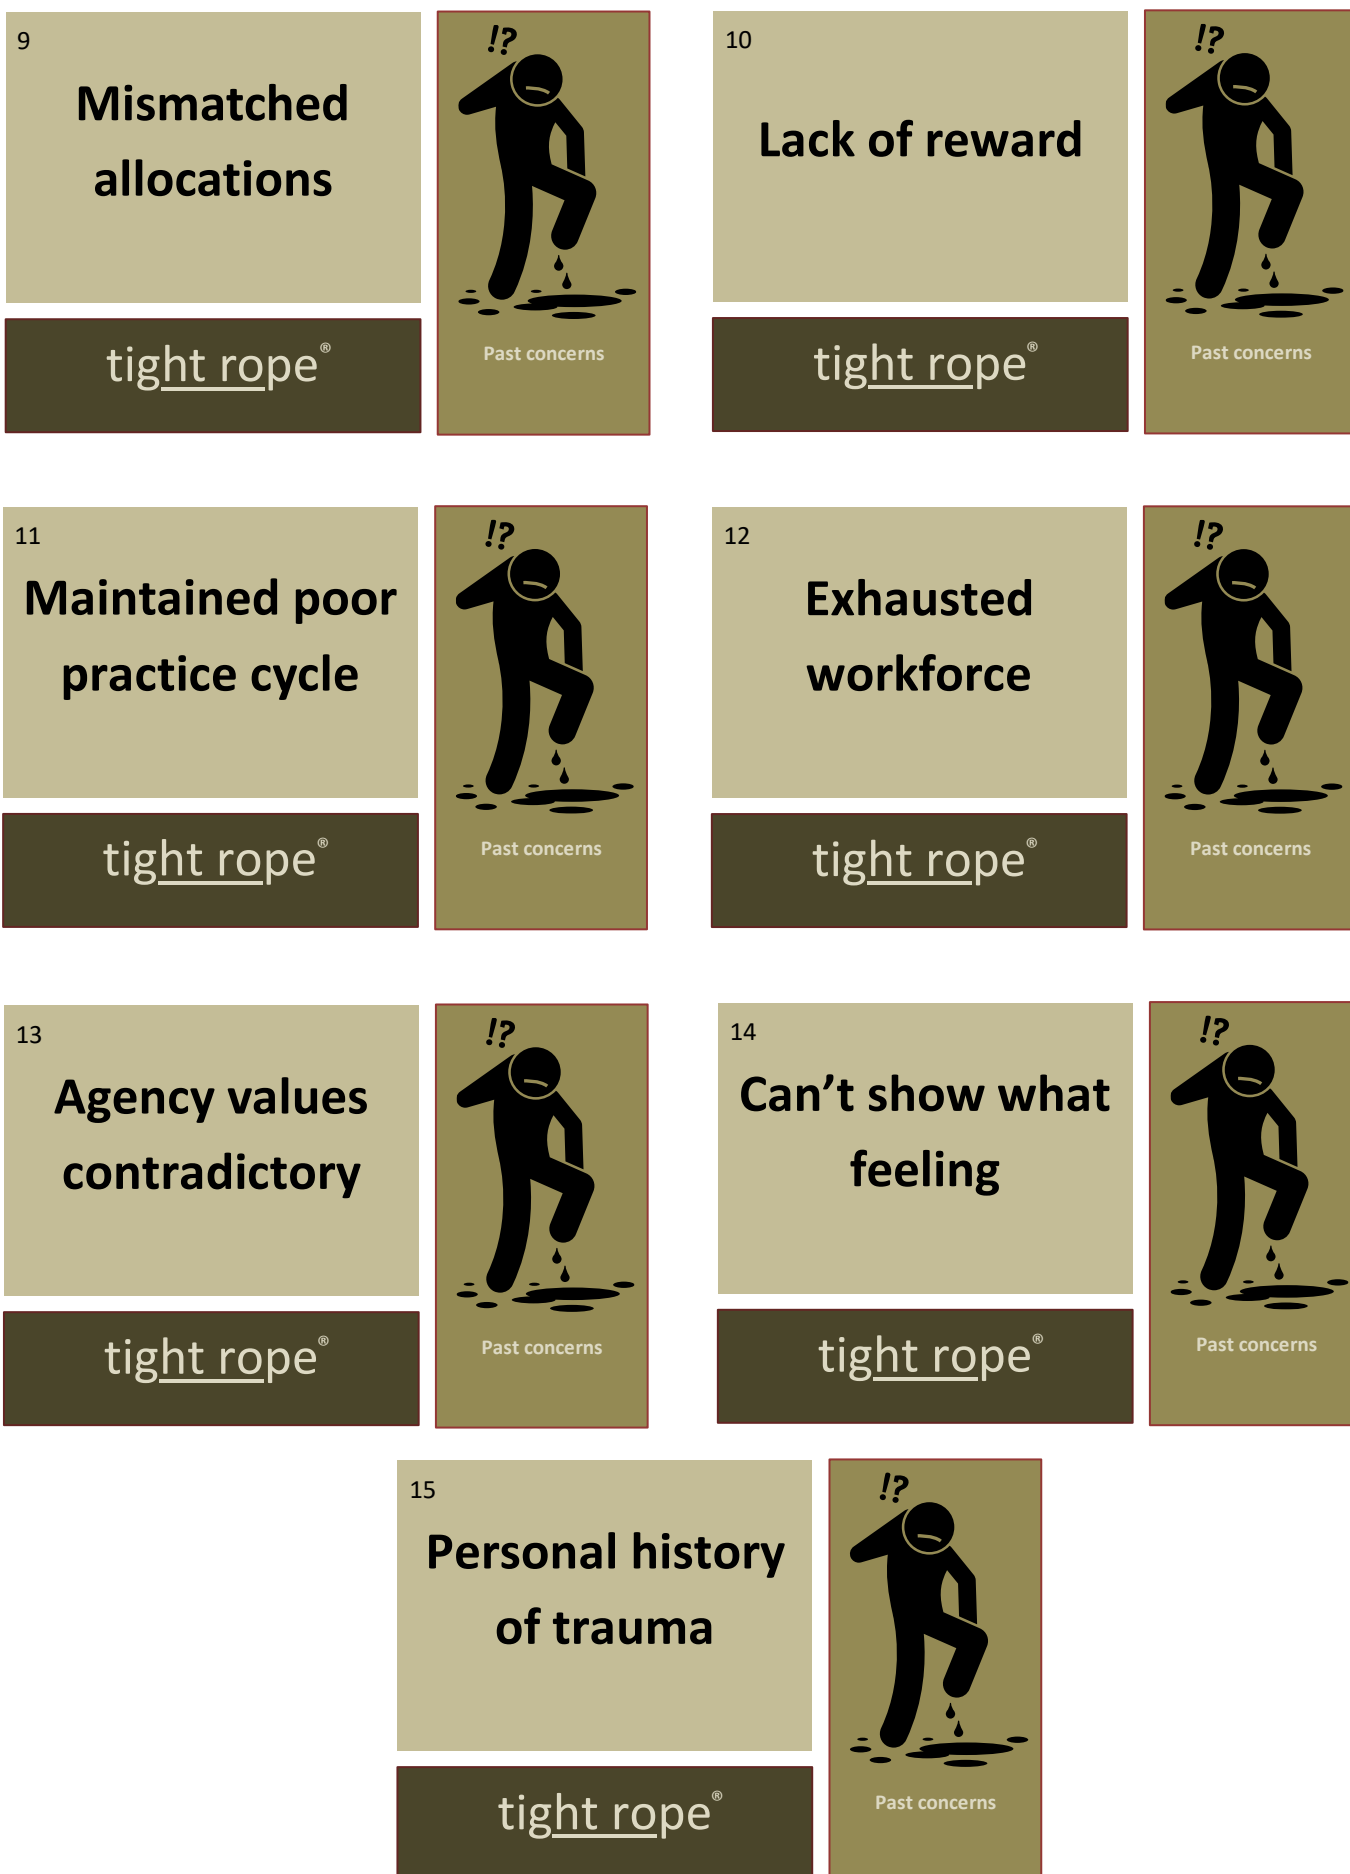 9
!?
Mismatched
allocations
tight rope®
Past concerns
10
!?
Lack of reward
tight rope®
Past concerns
11
!?
Maintained poor
practice cycle
tight rope®
Past concerns
12
!?
Exhausted
workforce
tight rope®
Past concerns
13
!?
Agency values
contradictory
tight rope®
Past concerns
14
!?
Can’t show what
feeling
tight rope®
Past concerns
15
!?
Personal history
of trauma
tight rope®
Past concerns